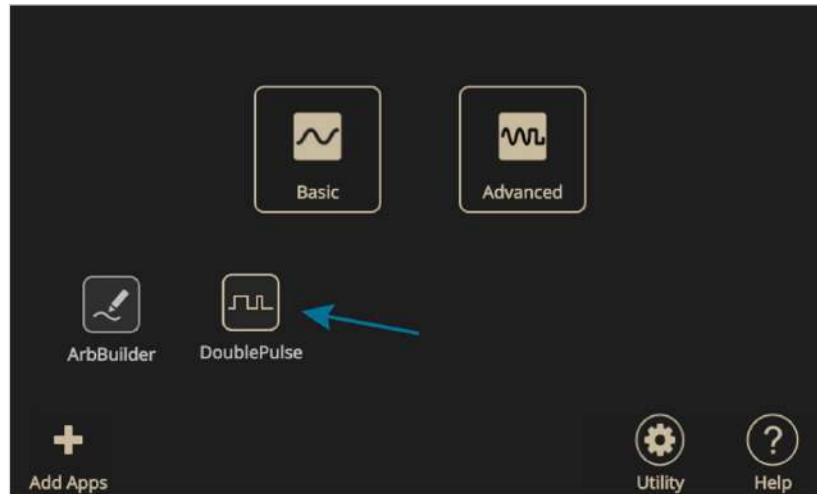 Basic
Advanced
ArbBuilder
DoublePulse
Add Apps
Utility
?
Help